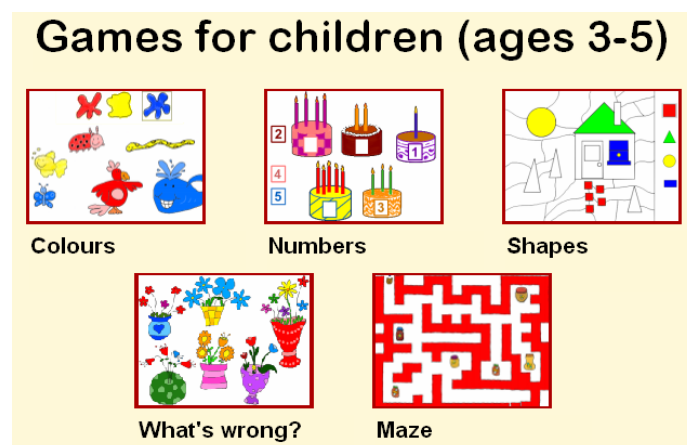 Games for children (ages 3-5)
2
1
4
5
3
Colours
Numbers
Shapes
What's wrong?
Maze